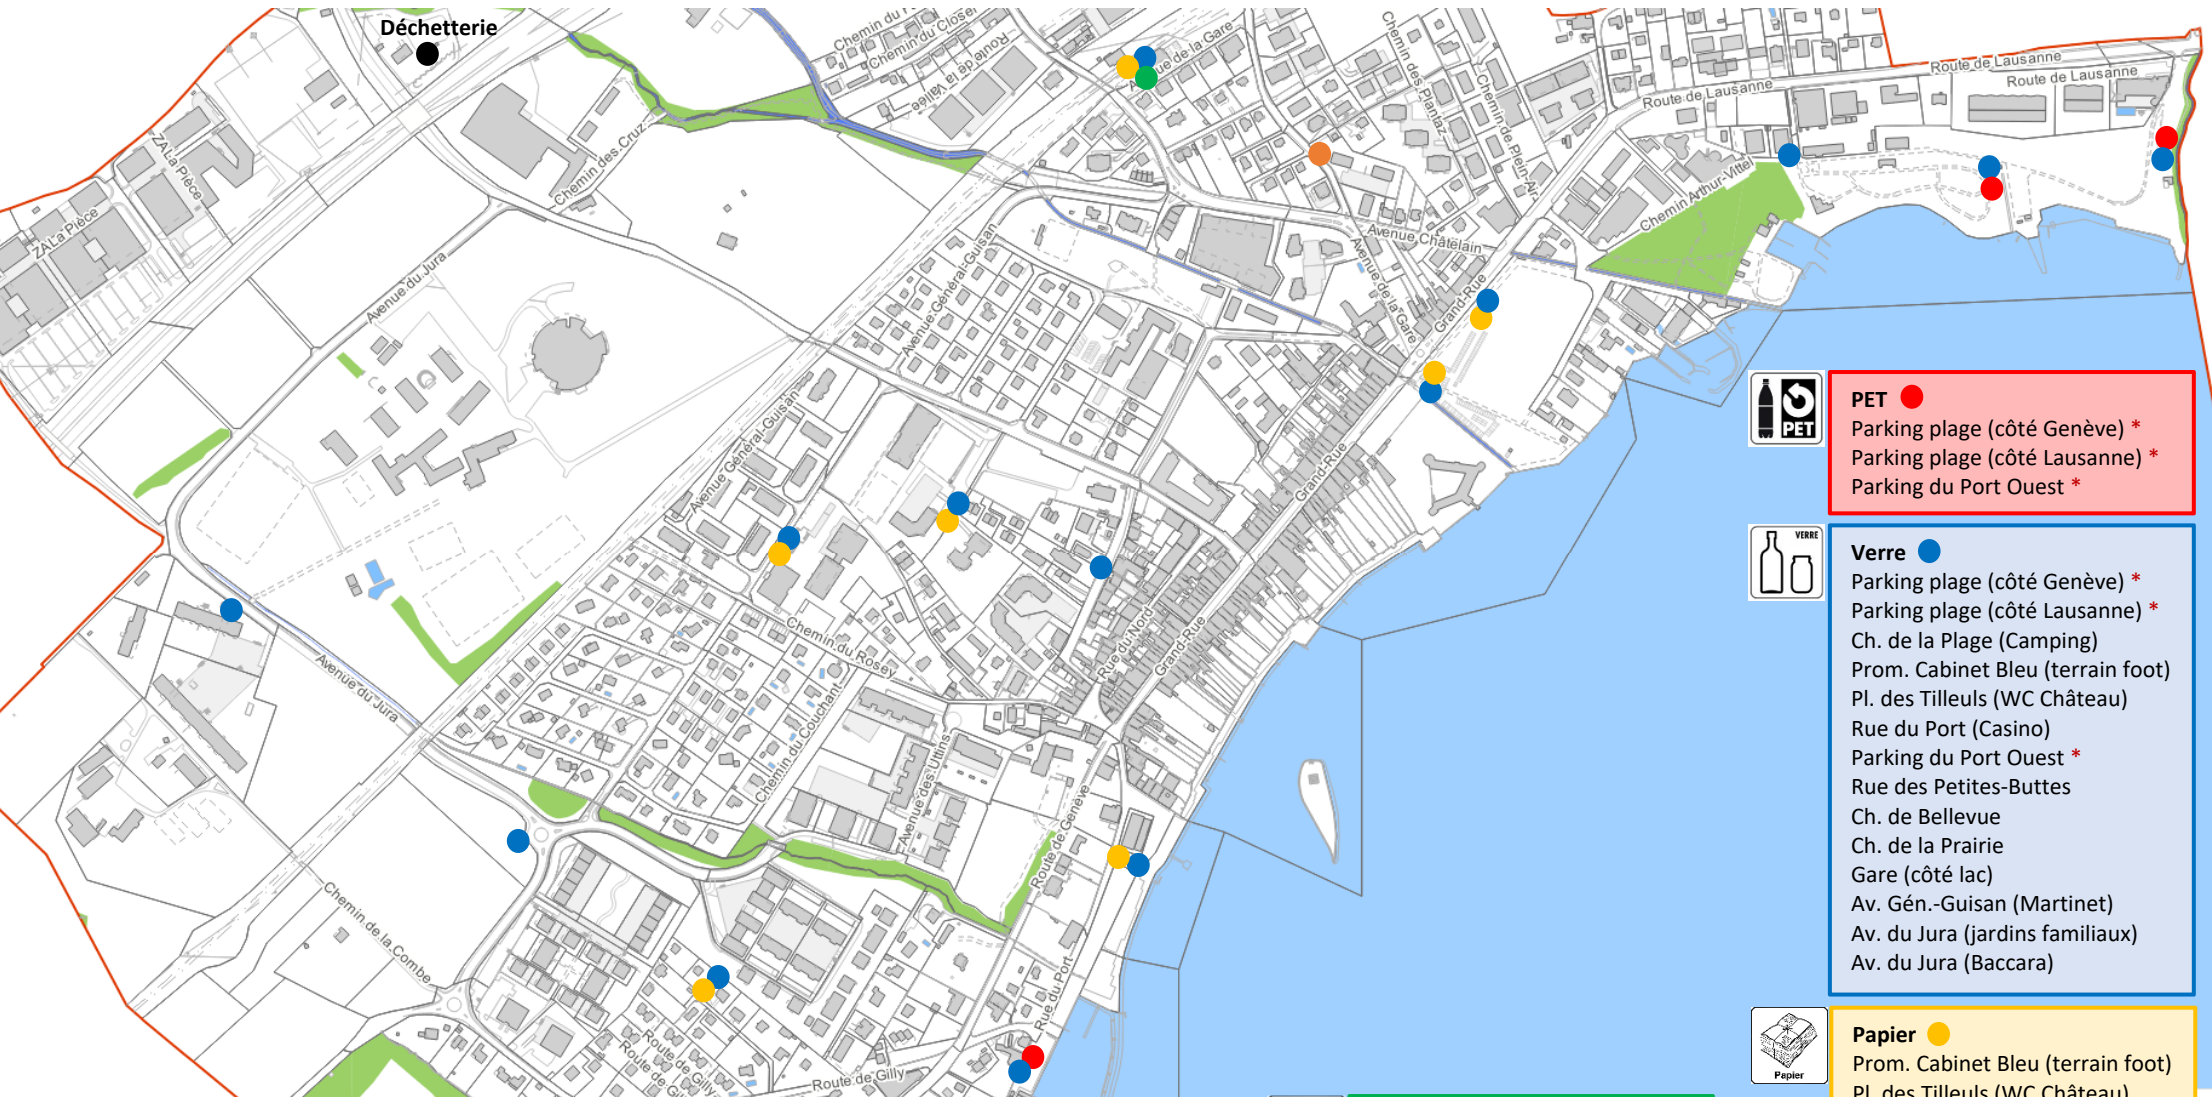 Déchetterie
Chemin du Closel
Route de la Vallée
Avenue de la Gare
Chemin des Plantaz
Chemin de Plein-Air
Route de Lausanne
Route de Lausanne
Route de Lausanne
ZA La Pièce
ZA La Pièce
Chemin des Cruz
Avenue du Jura
Avenue Général-Guisan
Avenue Châtelain
Avenue de la Gare
Grand-Rue
Chemin Arthur-Vittel
Avenue Général-Guisan
Grand-Rue
Chemin du Rosey
Rue du Nord
Grand-Rue
Avenue du Jura
Chemin du Couchant
Avenue des Uttins
Route de Genève
Chemin de la Combe
Rue du Port
Route de Gilly
Route de Gilly
PET
PET
Parking plage (côté Genève) *
Parking plage (côté Lausanne) *
Parking du Port Ouest *
VERRE
Verre
Parking plage (côté Genève) *
Parking plage (côté Lausanne) *
Ch. de la Plage (Camping)
Prom. Cabinet Bleu (terrain foot)
Pl. des Tilleuls (WC Château)
Rue du Port (Casino)
Parking du Port Ouest *
Rue des Petites-Buttes
Ch. de Bellevue
Ch. de la Prairie
Gare (côté lac)
Av. Gén.-Guisan (Martinet)
Av. du Jura (jardins familiaux)
Av. du Jura (Baccara)
Papier
Papier
Prom. Cabinet Bleu (terrain foot)
Pl. des Tilleuls (WC Château)